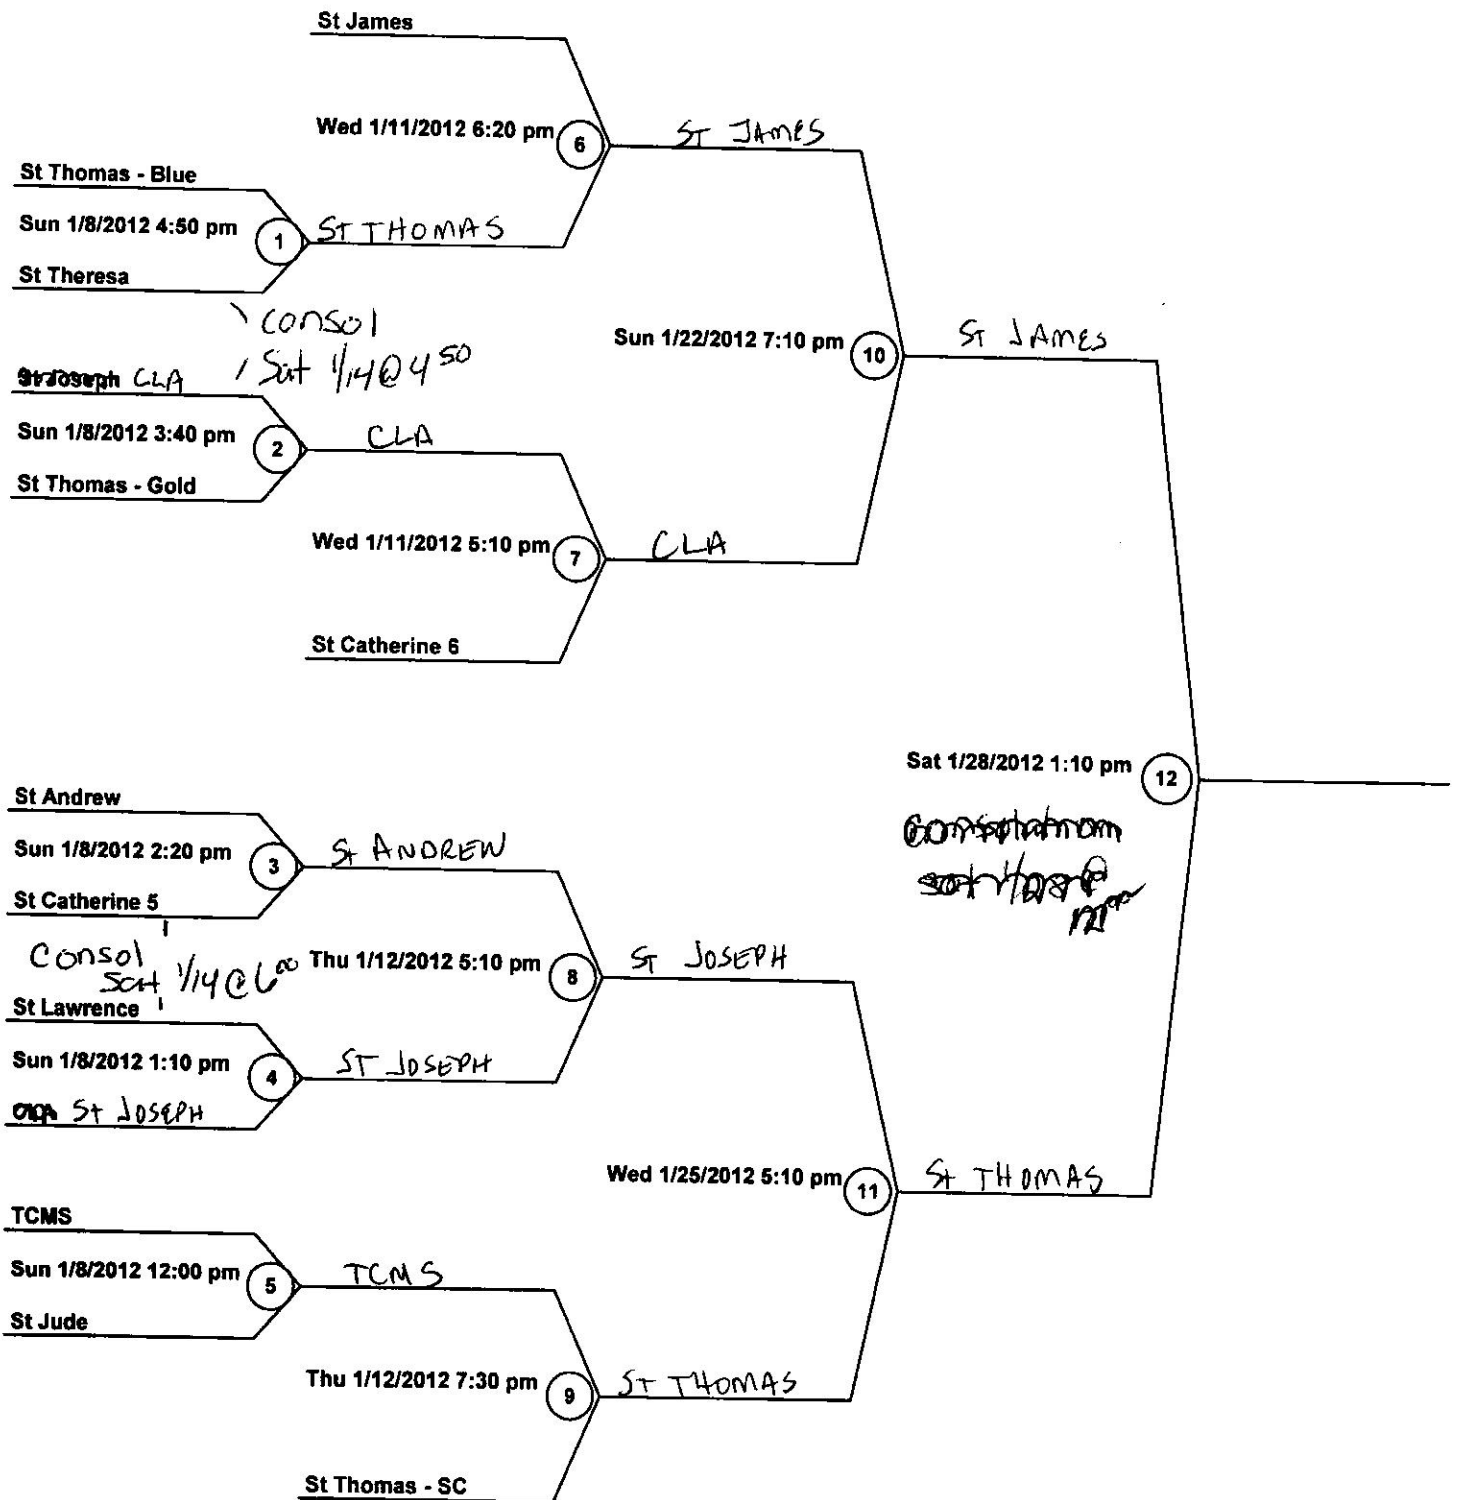 St James
Wed 1/11/2012 6:20 pm 6 ST JAMES
St Thomas - Blue
Sun 1/8/2012 4:50 pm 1 ST THOMAS
St Theresa
consol
Sat 1/14 @ 4 50
St Joseph CLA
Sun 1/22/2012 7:10 pm 10 ST JAMES
Sun 1/8/2012 3:40 pm 2 CLA
St Thomas - Gold
Wed 1/11/2012 5:10 pm 7 CLA
St Catherine 6
Sat 1/28/2012 1:10 pm 12
St Andrew
Sun 1/8/2012 2:20 pm 3 St ANDREW
St Catherine 5
Consol
Sat 1/14 @ 6 00
Thu 1/12/2012 5:10 pm 8 ST JOSEPH
St Lawrence
Sun 1/8/2012 1:10 pm 4 ST JOSEPH
St JOSEPH
Wed 1/25/2012 5:10 pm 11 St THOMAS
TCMS
Sun 1/8/2012 12:00 pm 5 TCMS
St Jude
Thu 1/12/2012 7:30 pm 9 ST THOMAS
St Thomas - SC